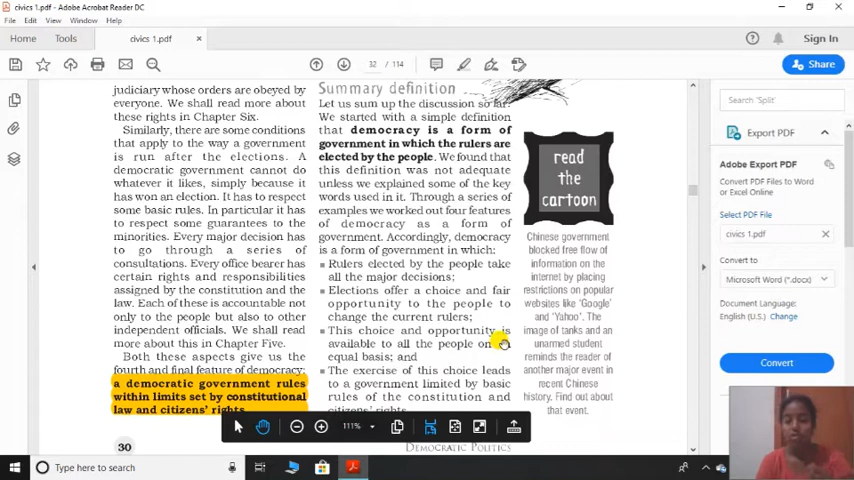 civics 1.pdf - Adobe Acrobat Reader DC
File Edit View Window Help
Home Tools civics 1.pdf × Sign In
32 / 114 Share
judiciary whose orders are obeyed by
everyone. We shall read more about
these rights in Chapter Six.
Similarly, there are some conditions
that apply to the way a government
is run after the elections. A
democratic government cannot do
whatever it likes, simply because it
has won an election. It has to respect
some basic rules. In particular it has
to respect some guarantees to the
minorities. Every major decision has
to go through a series of
consultations. Every office bearer has
certain rights and responsibilities
assigned by the constitution and the
law. Each of these is accountable not
only to the people but also to other
independent officials. We shall read
more about this in Chapter Five.
Both these aspects give us the
fourth and final feature of democracy:
a democratic government rules
within limits set by constitutional
law and citizens' rights.
30
Summary definition
Let us sum up the discussion so far.
We started with a simple definition
that democracy is a form of
government in which the rulers are
elected by the people. We found that
this definition was not adequate
unless we explained some of the key
words used in it. Through a series of
examples we worked out four features
of democracy as a form of
government. Accordingly, democracy
is a form of government in which:
Rulers elected by the people take
all the major decisions;
Elections offer a choice and fair
opportunity to the people to
change the current rulers;
This choice and opportunity is
available to all the people on
equal basis; and
The exercise of this choice leads
to a government limited by basic
rules of the constitution and
citizens' rights.
111%
DEMOCRATIC POLITICS
read
the
cartoon
Chinese government
blocked free flow of
information on the
internet by placing
restrictions on popular
websites like 'Google'
and 'Yahoo'. The
image of tanks and an
unarmed student
reminds the reader of
another major event in
recent Chinese
history. Find out about
that event.
Search 'Split'
Export PDF
Adobe Export PDF
Convert PDF Files to Word
or Excel Online
Select PDF File
civics 1.pdf
Convert to
Microsoft Word (*.docx)
Document Language:
English (U.S.) Change
Convert
Type here to search